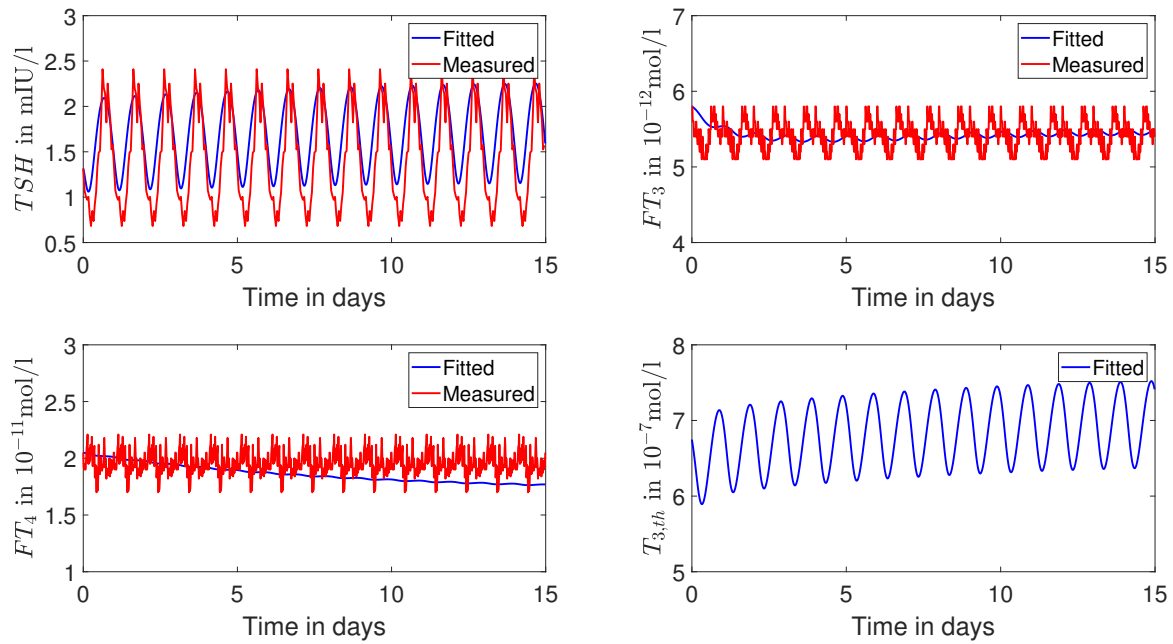 3
2.5
2
1.5
1
0.5
TSH in mIU/l
Fitted
Measured
0
5
10
15
Time in days
7
6
5
4
FT3 in 10−12mol/l
Fitted
Measured
0
5
10
15
Time in days
3
2.5
2
1.5
1
FT4 in 10−11mol/l
Fitted
Measured
0
5
10
15
Time in days
8
7
6
5
T3,th in 10−7mol/l
Fitted
0
5
10
15
Time in days